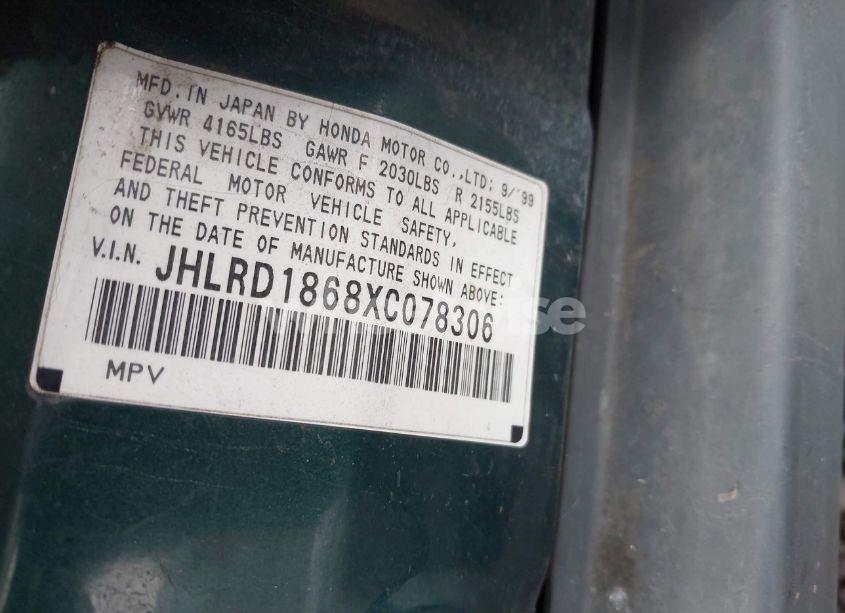 MFD. IN JAPAN BY HONDA MOTOR CO.,LTD; 9/'99
GVWR 4165LBS GAWR F 2030LBS R 2155LBS
THIS VEHICLE CONFORMS TO ALL APPLICABLE
FEDERAL MOTOR VEHICLE SAFETY,
AND THEFT PREVENTION STANDARDS IN EFFECT
ON THE DATE OF MANUFACTURE SHOWN ABOVE:
V.I.N. JHLRD1868XC078306
MPV